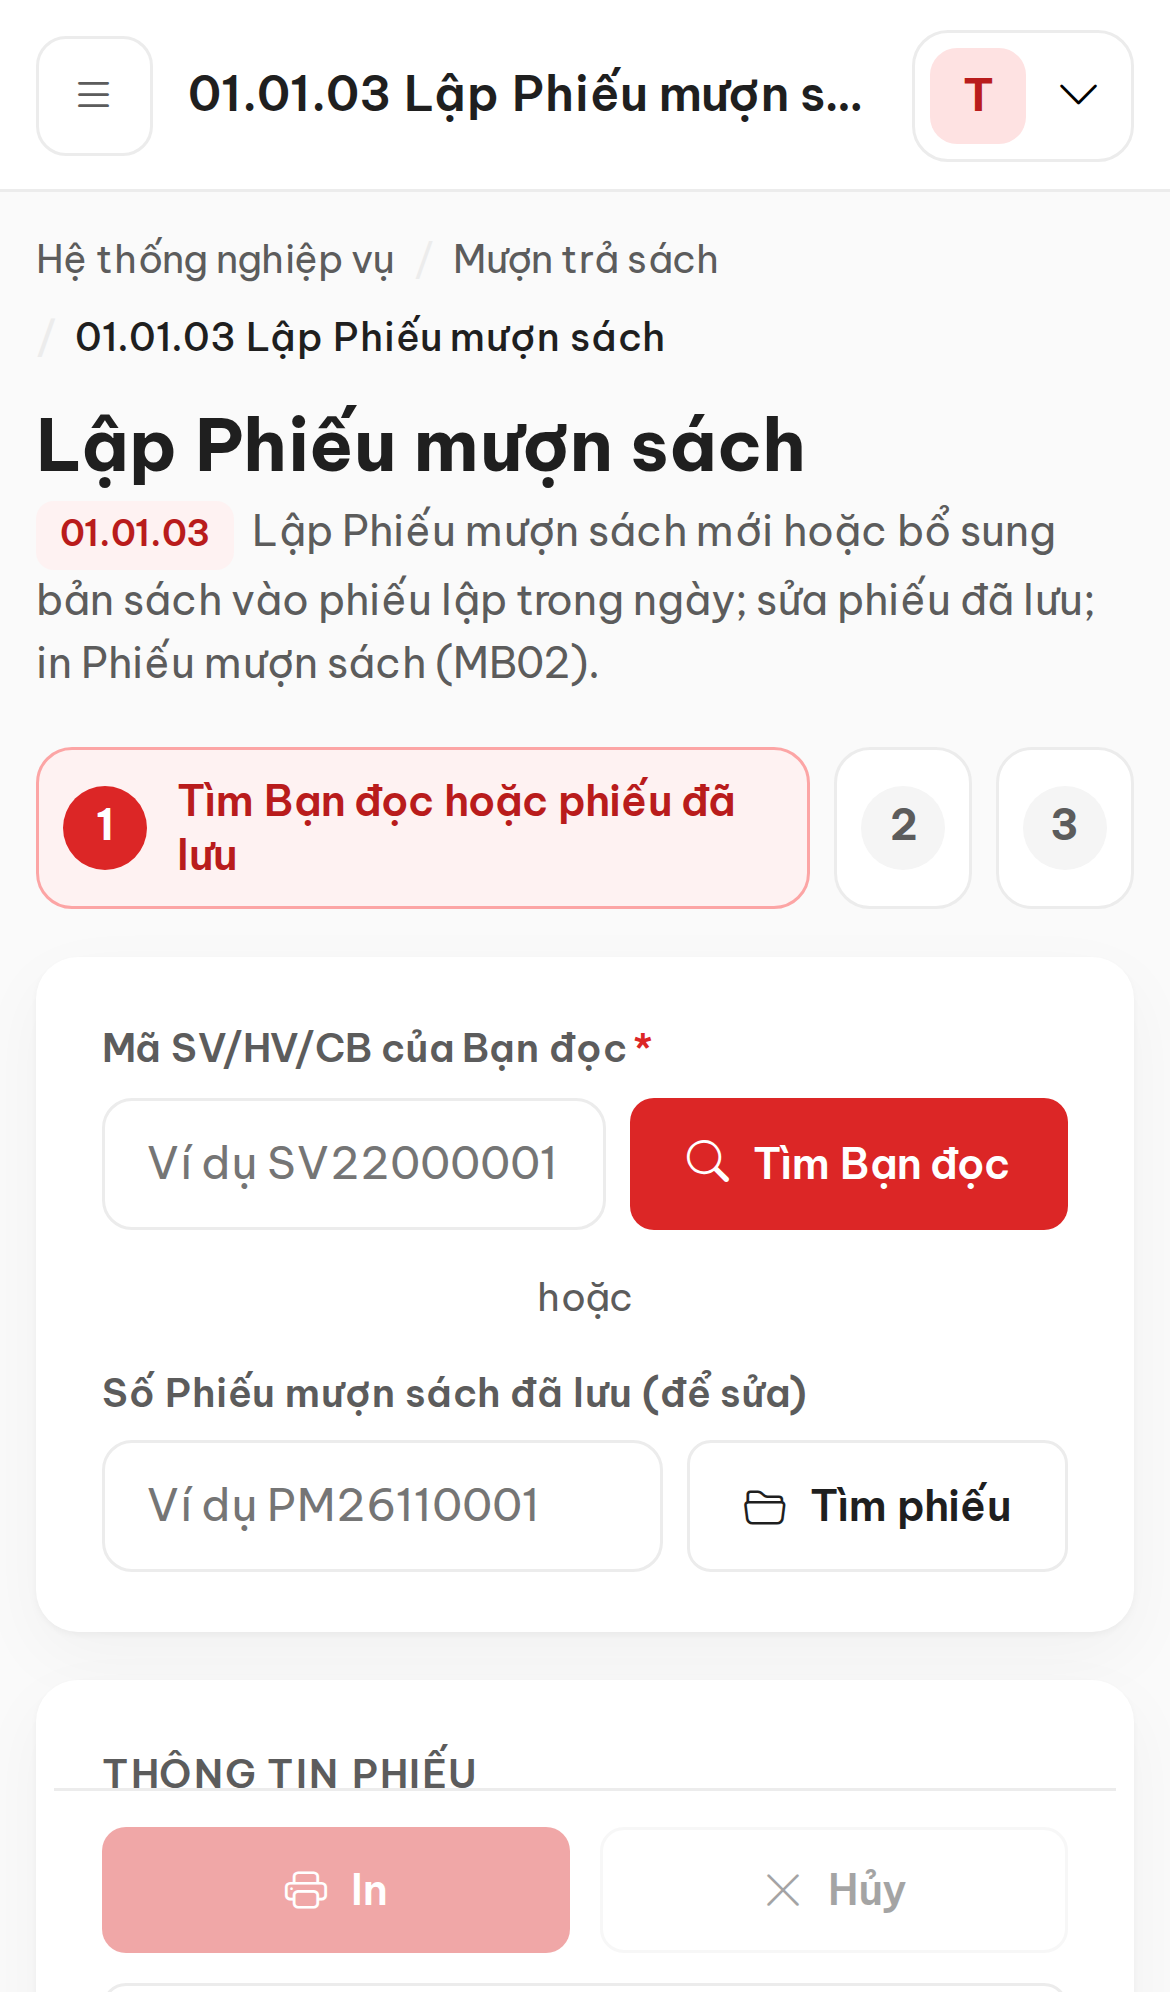 01.01.03 Lập Phiếu mượn s...
T
Hệ thống nghiệp vụ / Mượn trả sách
/ 01.01.03 Lập Phiếu mượn sách
Lập Phiếu mượn sách
01.01.03 Lập Phiếu mượn sách mới hoặc bổ sung
bản sách vào phiếu lập trong ngày; sửa phiếu đã lưu;
in Phiếu mượn sách (MB02).
1 Tìm Bạn đọc hoặc phiếu đã
lưu
2
3
Mã SV/HV/CB của Bạn đọc *
Ví dụ SV22000001
Tìm Bạn đọc
hoặc
Số Phiếu mượn sách đã lưu (để sửa)
Ví dụ PM26110001
Tìm phiếu
THÔNG TIN PHIẾU
In
Hủy